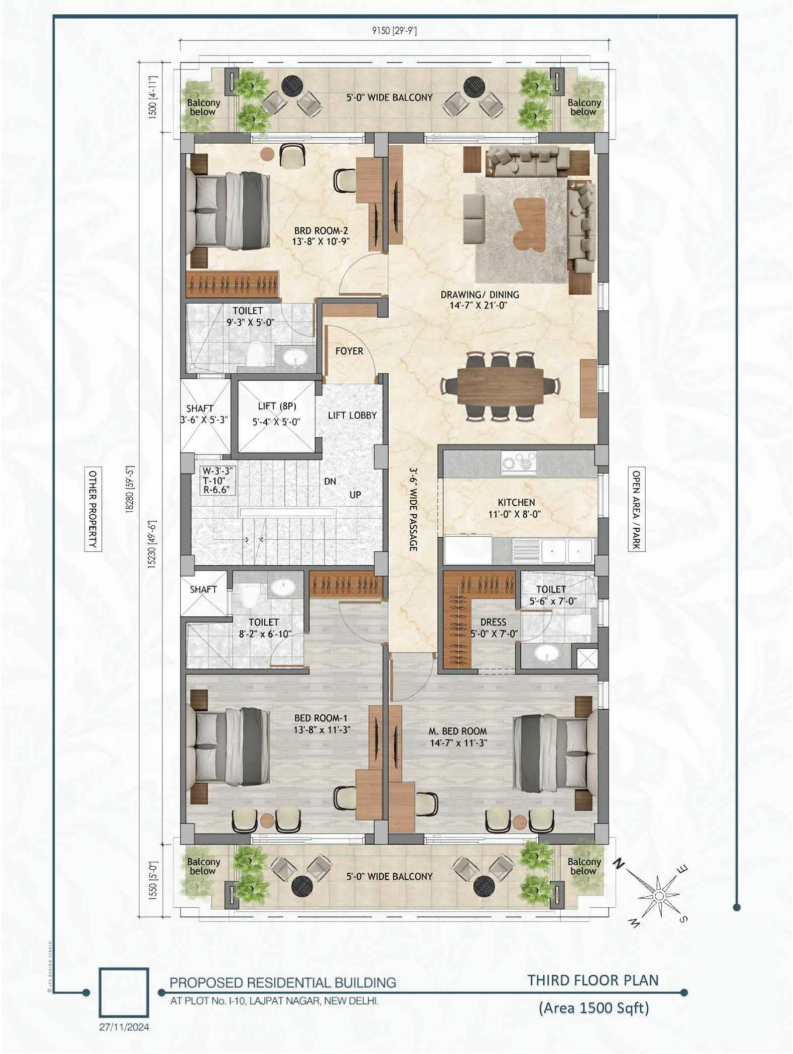 9150 [29'-9"]
1500 [4'-11"]
Balcony
below
5'-0" WIDE BALCONY
Balcony
below
BRD ROOM-2
13'-8" X 10'-9"
DRAWING/ DINING
14'-7" X 21'-0"
TOILET
9'-3" X 5'-0"
FOYER
SHAFT
3'-6" X 5'-3"
LIFT (8P)
5'-4" X 5'-0"
LIFT LOBBY
W-3'-3"
T-10"
R-6.6"
DN
UP
3'-6" WIDE PASSAGE
KITCHEN
11'-0" X 8'-0"
OTHER PROPERTY
18280 [59'-5"]
15230 [49'-6"]
OPEN AREA /PARK
SHAFT
TOILET
8'-2" x 6'-10"
DRESS
5'-0" X 7'-0"
TOILET
5'-6" x 7'-0"
BED ROOM-1
13'-8" x 11'-3"
M. BED ROOM
14'-7" x 11'-3"
1550 [5'-0"]
Balcony
below
5'-0" WIDE BALCONY
Balcony
below
N
E
W
S
PROPOSED RESIDENTIAL BUILDING
AT PLOT No. I-10, LAJPAT NAGAR, NEW DELHI.
THIRD FLOOR PLAN
(Area 1500 Sqft)
27/11/2024